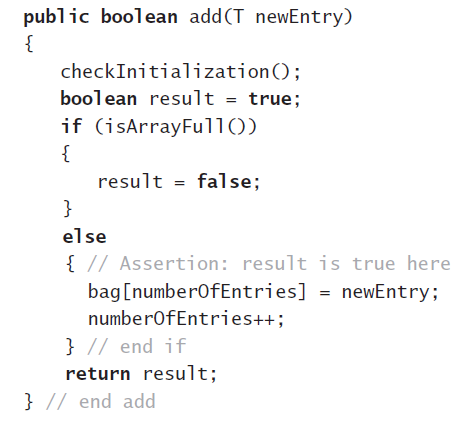 public boolean add(T newEntry)
{
checkInitialization();
boolean result = true;
if (isArrayFull())
{
result = false;
}
else
{ // Assertion: result is true here
bag[numberOfEntries] = newEntry;
numberOfEntries++;
} // end if
return result;
} // end add